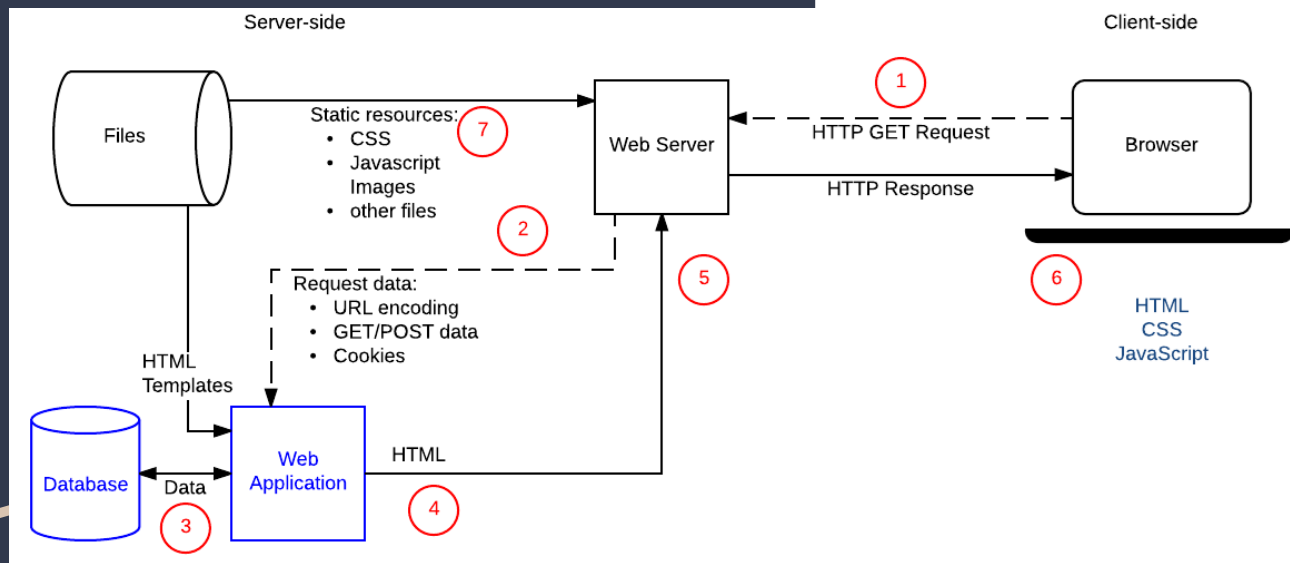 Server-side
Client-side
Files
Static resources:
• CSS
• Javascript
Images
• other files
7
Web Server
1
HTTP GET Request
HTTP Response
Browser
2
Request data:
• URL encoding
• GET/POST data
• Cookies
5
6
HTML
CSS
JavaScript
HTML
Templates
Database
Data
3
Web
Application
HTML
4